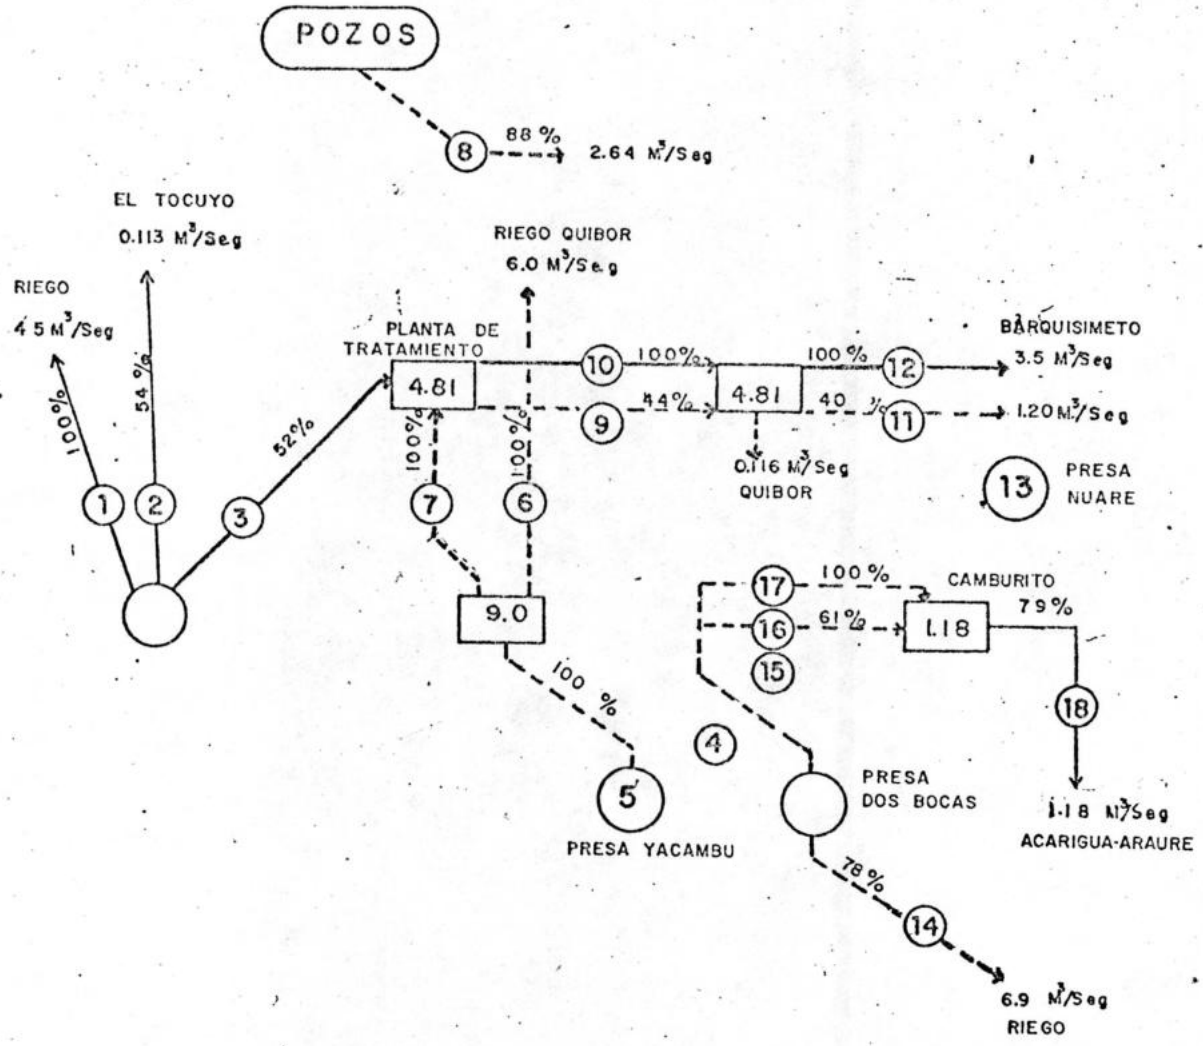 POZOS
8
88%
2.64 M³/Seg
EL TOCUYO
0.113 M³/Seg
RIEGO
4.5 M³/Seg
100%
54%
52%
1
2
3
RIEGO QUIBOR
6.0 M³/Seg
PLANTA DE
TRATAMIENTO
4.81
10
100%
9
44%
4.81
100%
12
40 %
11
BARQUISIMETO
3.5 M³/Seg
1.20 M³/Seg
0.116 M³/Seg
QUIBOR
13
PRESA
NUARE
100%
100%
7
6
9.0
100 %
5
PRESA YACAMBU
17
100%
16
61%
15
4
CAMBURITO
1.18
79%
18
1.18 M³/Seg
ACARIGUA-ARAURE
PRESA
DOS BOCAS
78%
14
6.9 M³/Seg
RIEGO